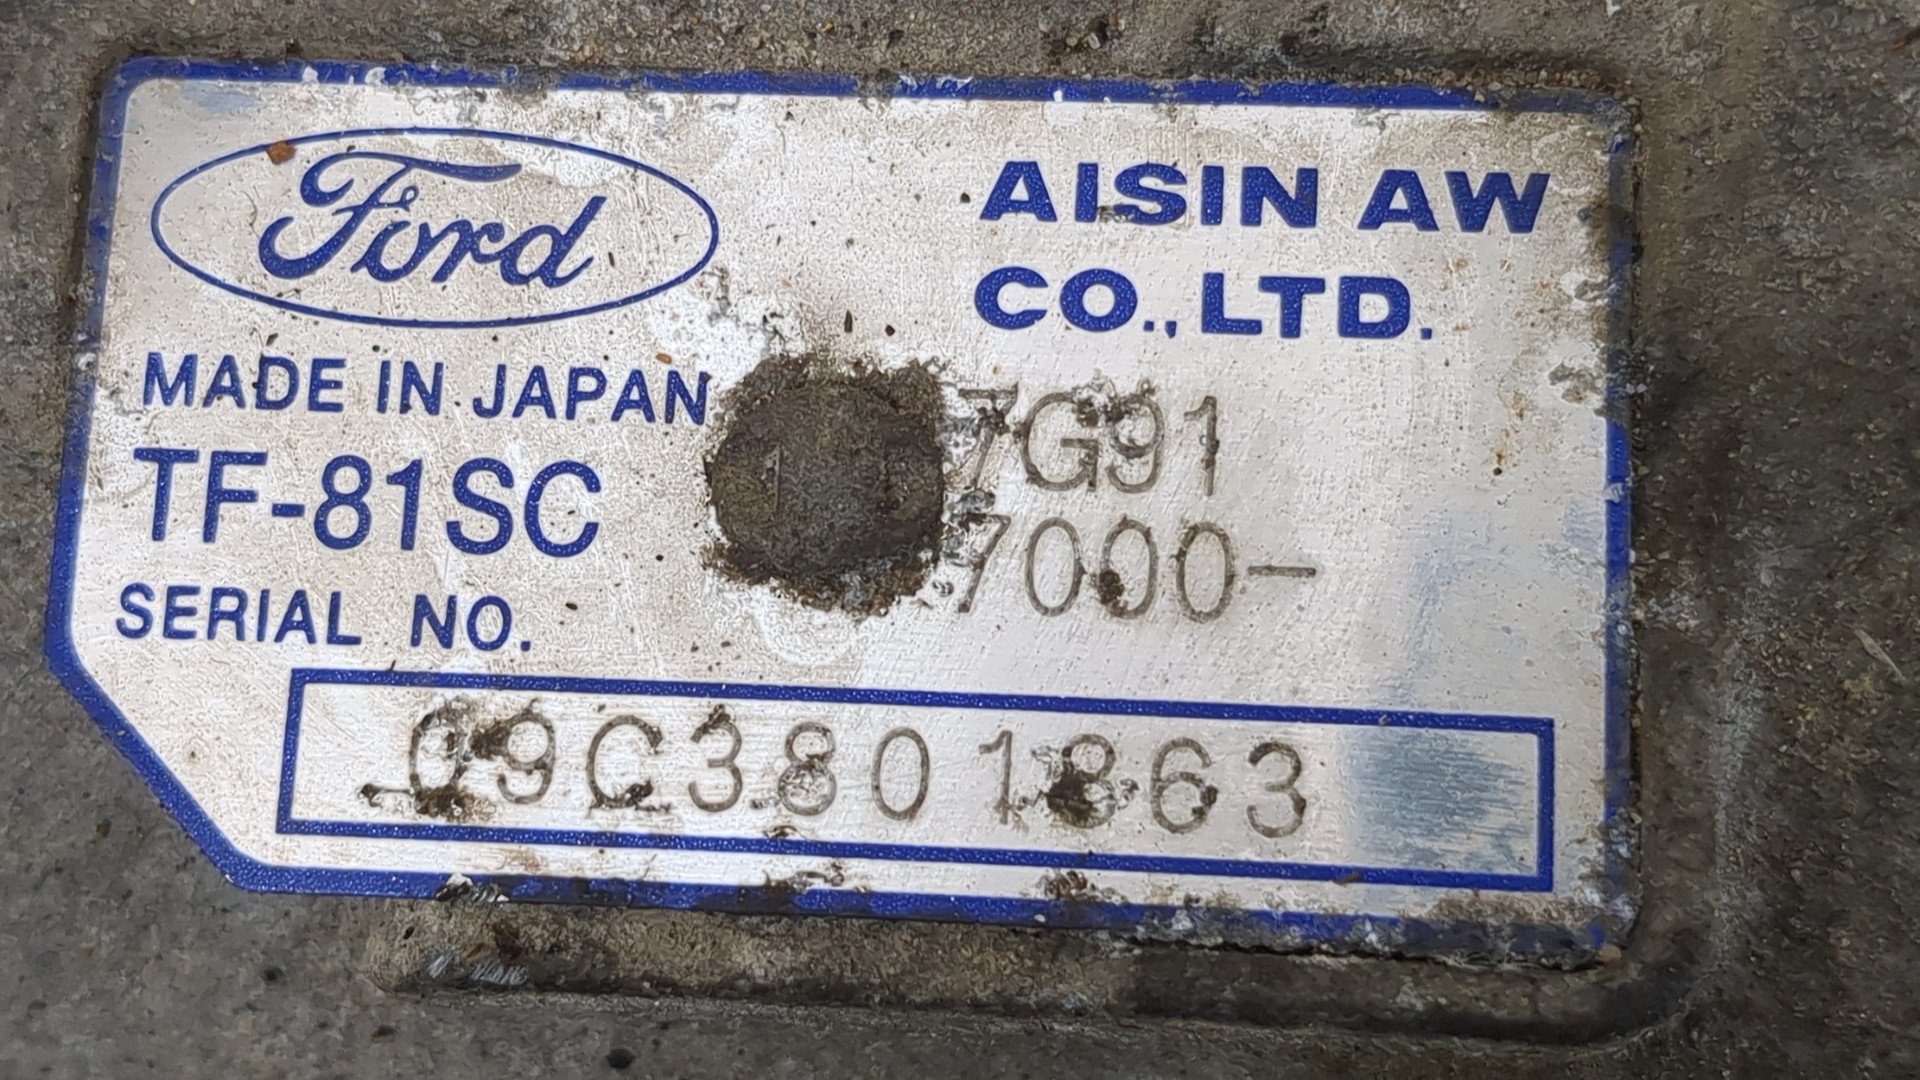 Ford
AISIN AW
CO., LTD.
MADE IN JAPAN
TF-81SC
7G91
7000-
SERIAL NO.
09C3801863